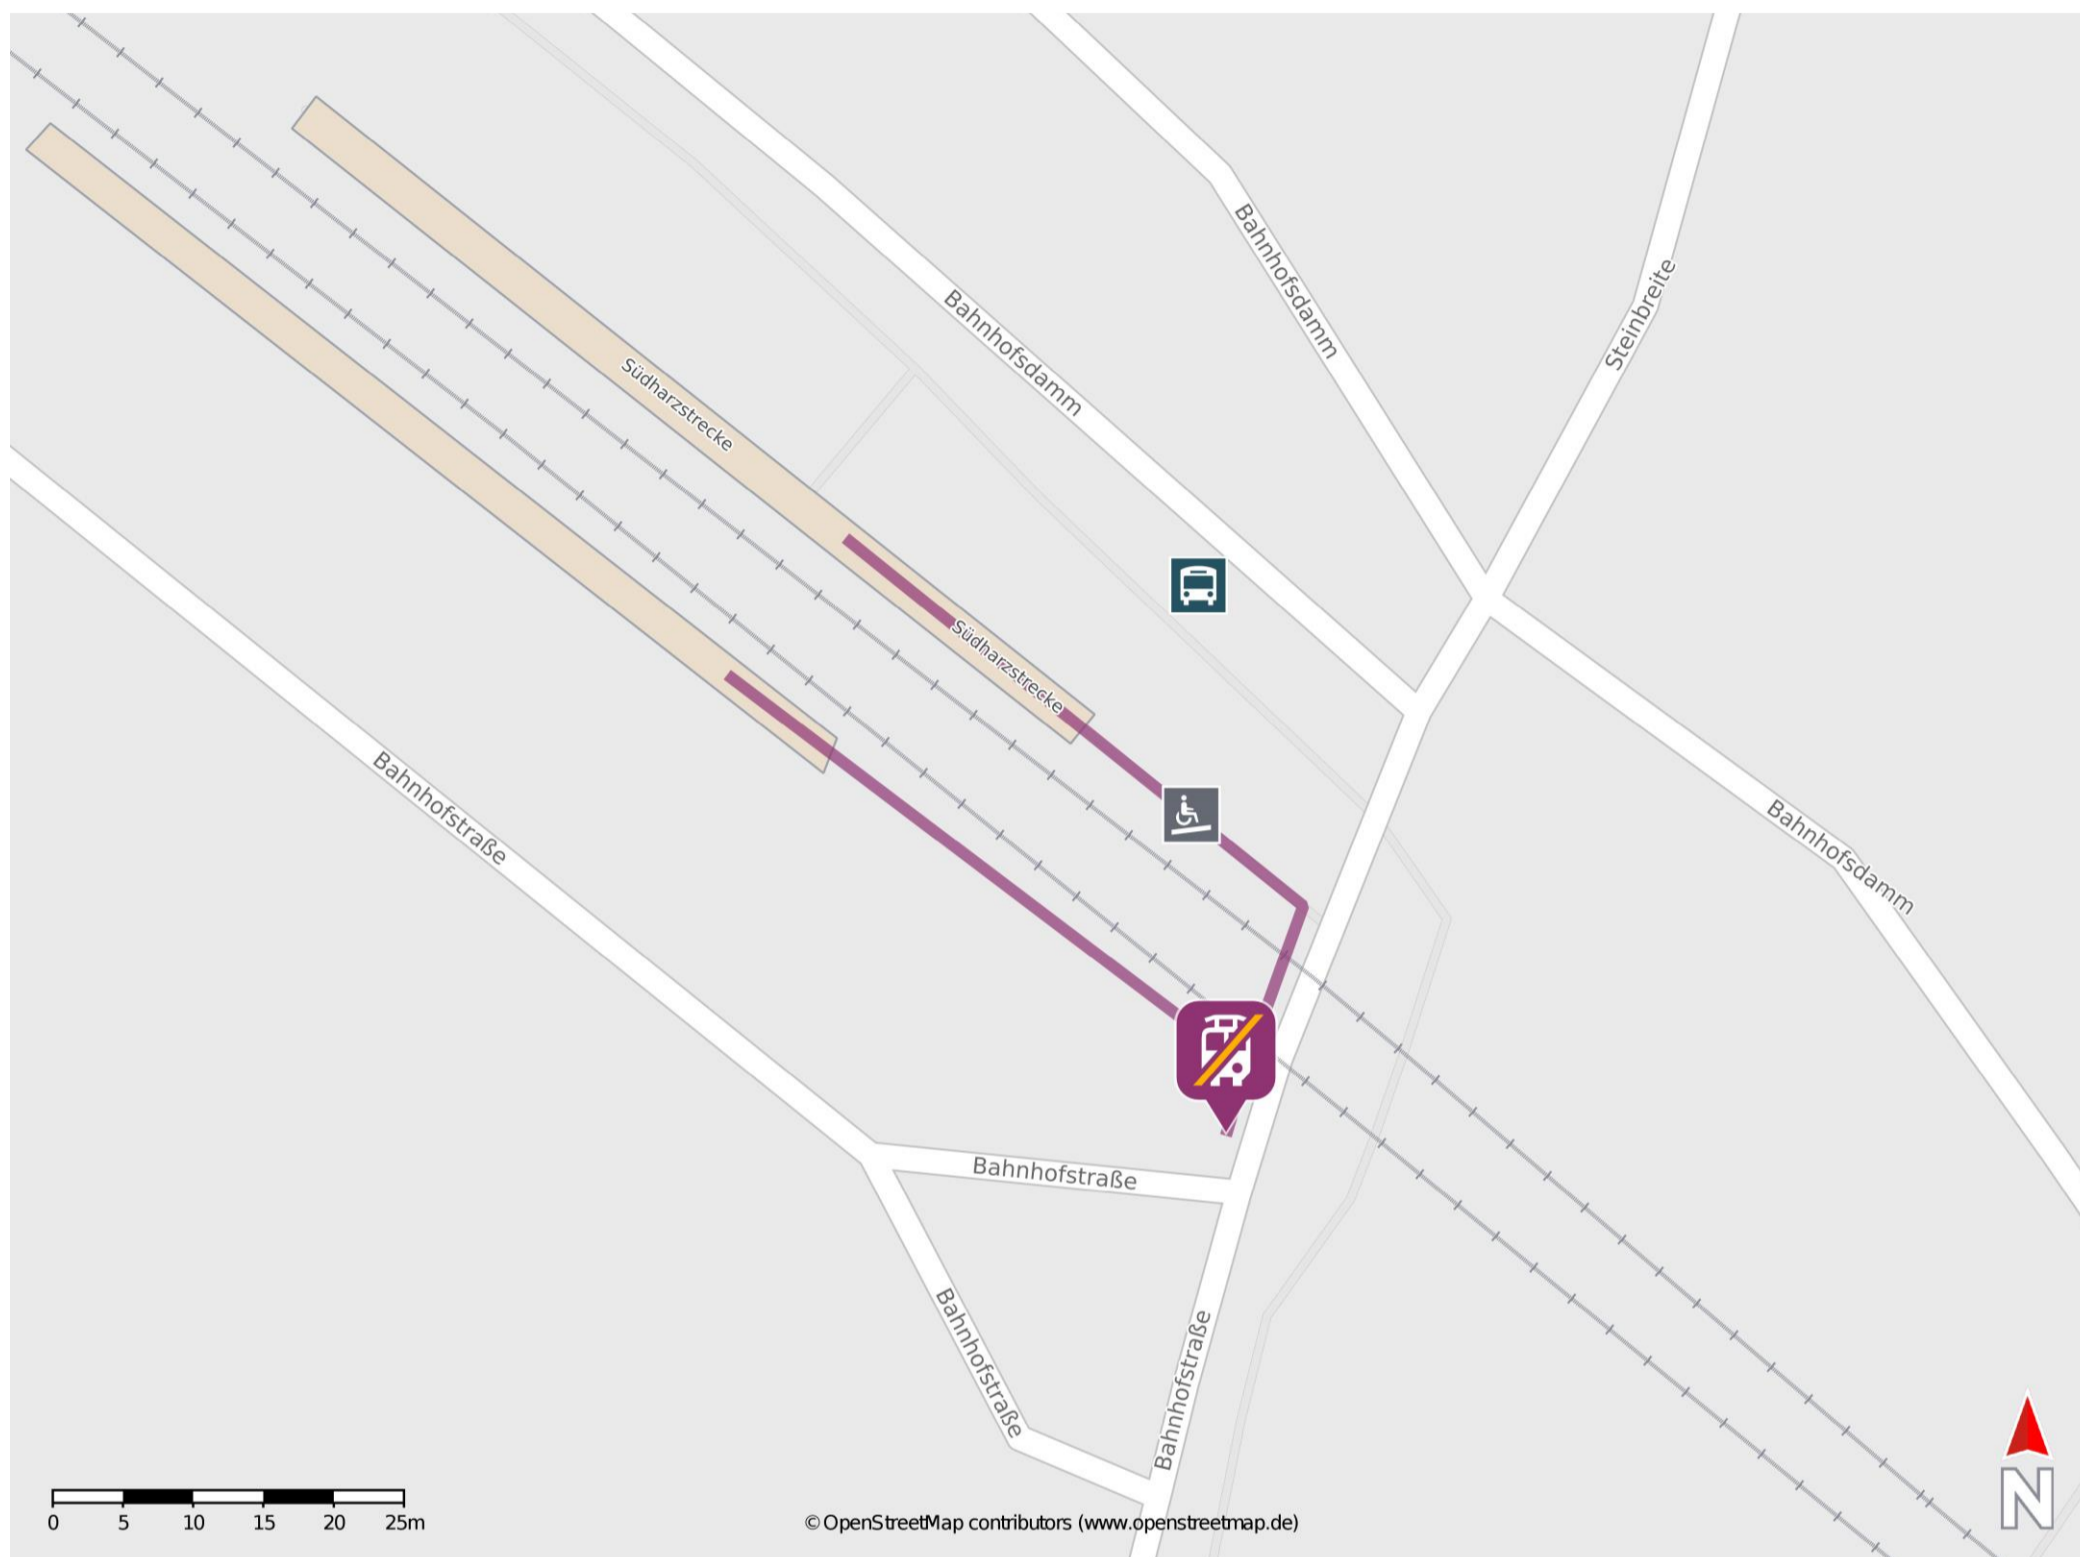 Bahnhofsdamm
Steinbreite
Bahnhofsdamm
Südharzstrecke
Südharzstrecke
Bahnhofstraße
Bahnhofsdamm
Bahnhofstraße
Bahnhofstraße
Bahnhofstraße
N
0 5 10 15 20 25m
© OpenStreetMap contributors (www.openstreetmap.de)